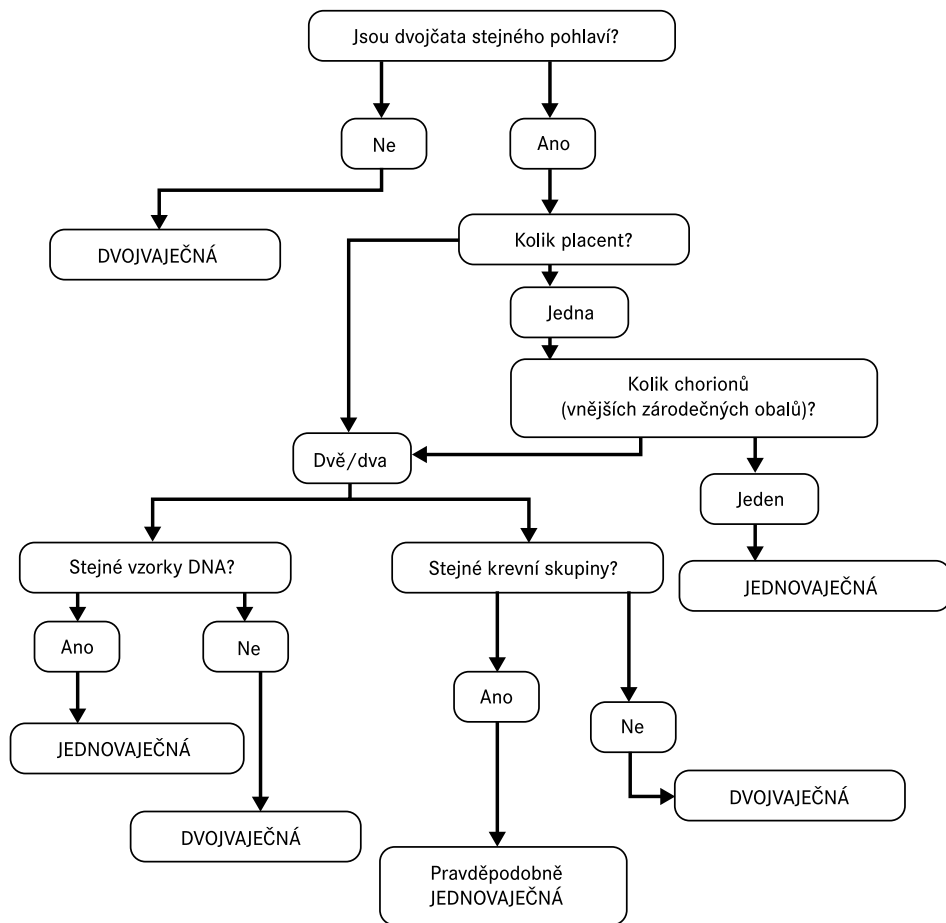 Jsou dvojčata stejného pohlaví?
Ne
Ano
DVOJVAJEČNÁ
Kolik placent?
Jedna
Kolik chorionů
(vnějších zárodečných obalů)?
Dvě/dva
Jeden
Stejné vzorky DNA?
Stejné krevní skupiny?
JEDNOVAJEČNÁ
Ano
Ne
Ano
Ne
JEDNOVAJEČNÁ
DVOJVAJEČNÁ
DVOJVAJEČNÁ
Pravděpodobně
JEDNOVAJEČNÁ